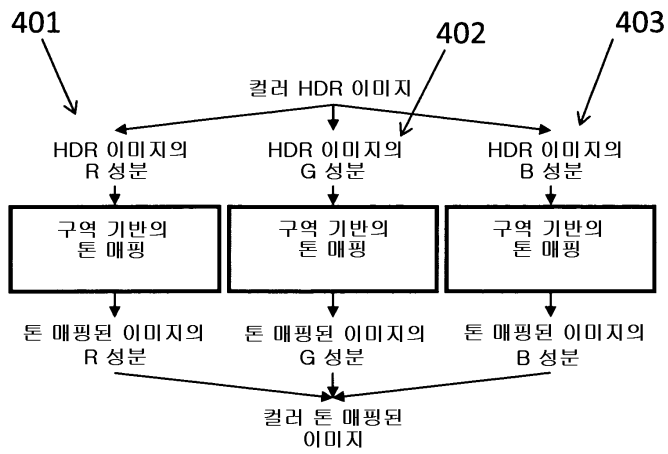 401
402
403
컬러 HDR 이미지
HDR 이미지의
R 성분
HDR 이미지의
G 성분
HDR 이미지의
B 성분
구역 기반의
톤 매핑
구역 기반의
톤 매핑
구역 기반의
톤 매핑
톤 매핑된 이미지의
R 성분
톤 매핑된 이미지의
G 성분
톤 매핑된 이미지의
B 성분
컬러 톤 매핑된
이미지